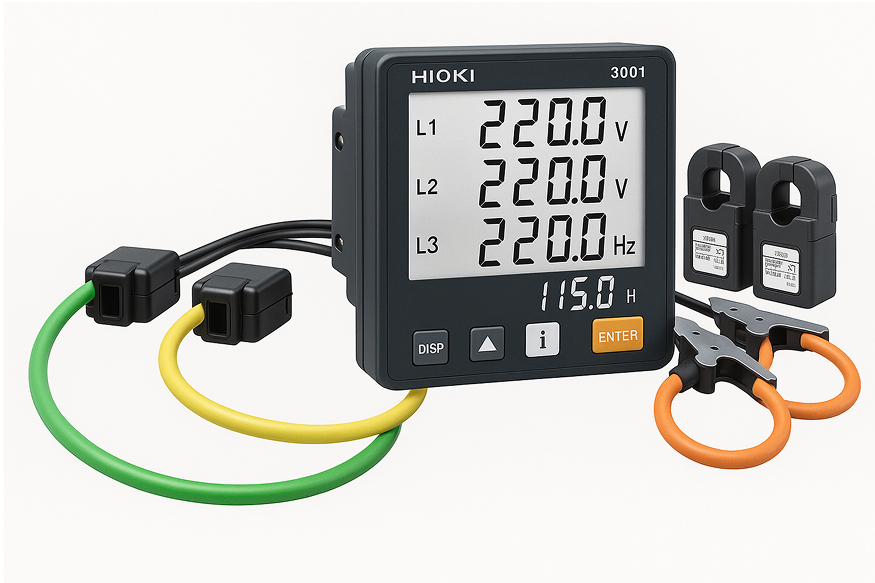 HIOKI 3001
L1 220.0 V
L2 220.0 V
L3 220.0 Hz
115.0 H
DISP
i
ENTER